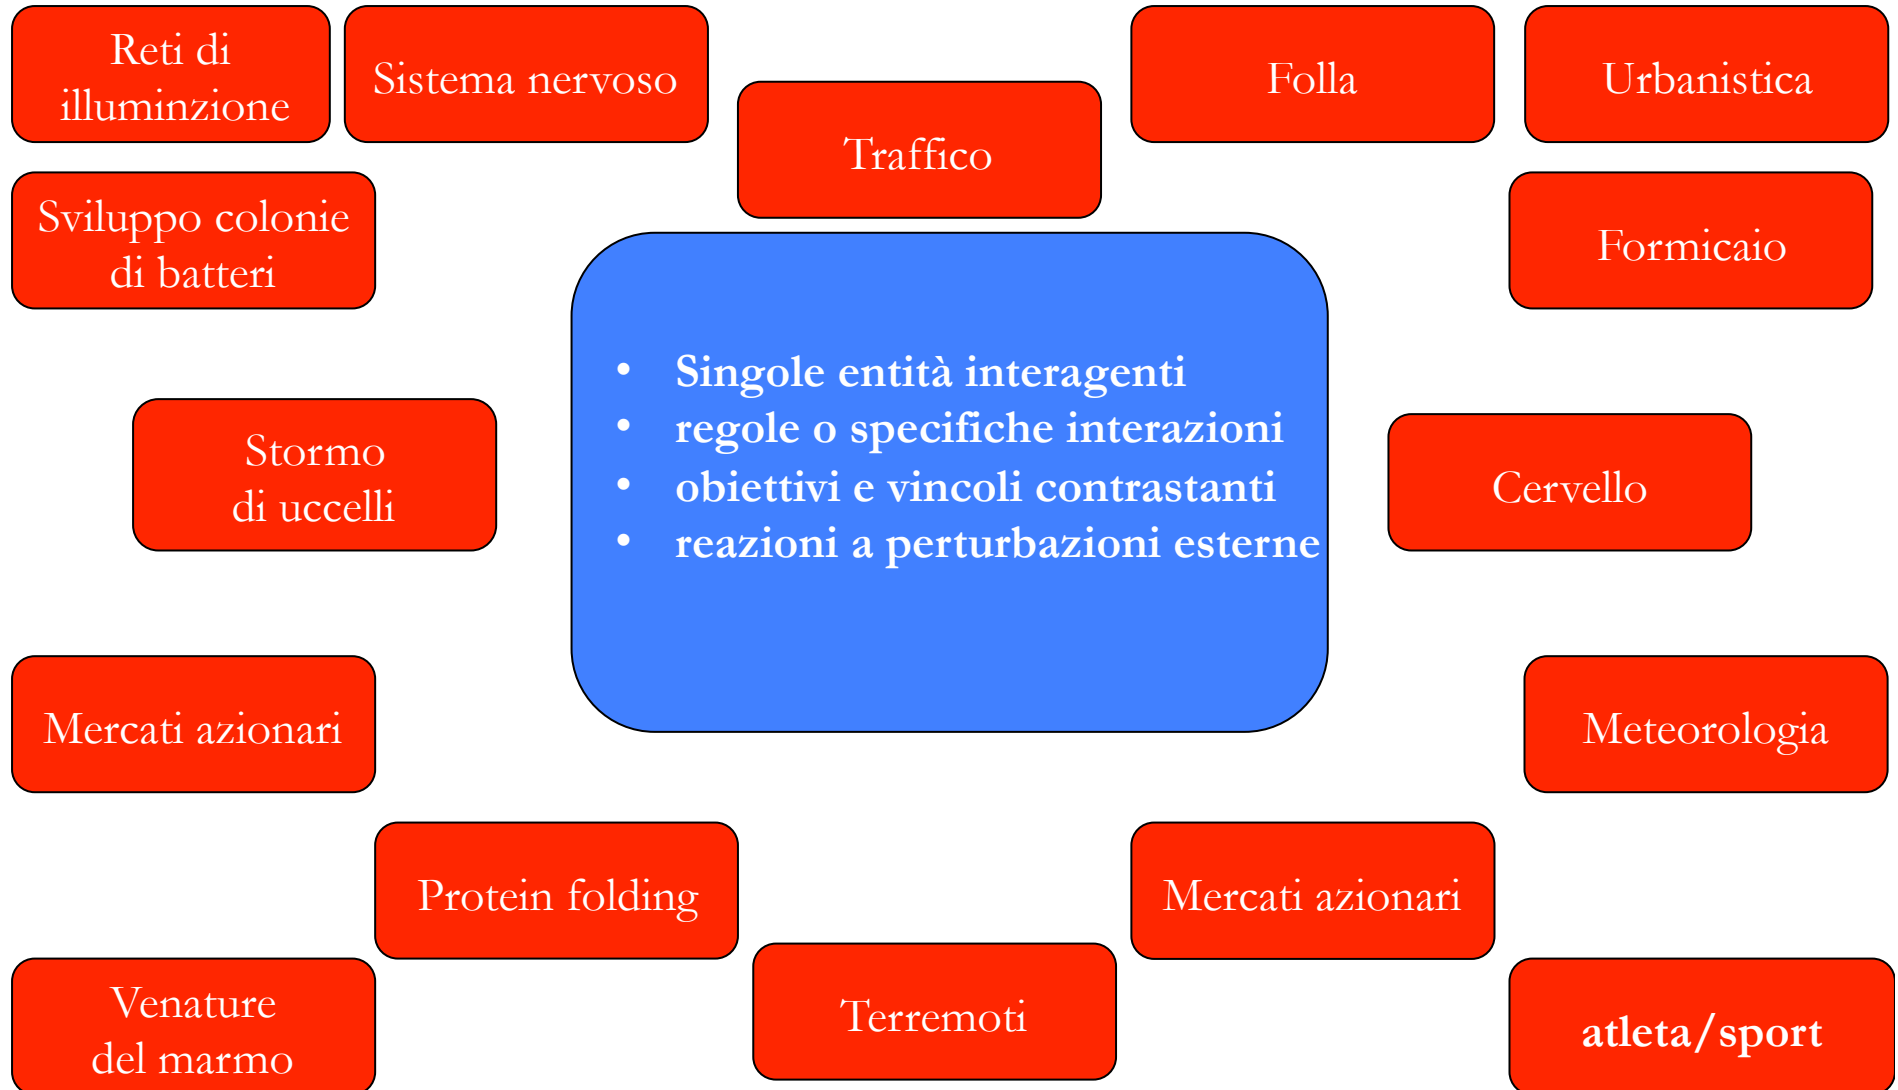 Reti di
illuminzione
Sistema nervoso
Traffico
Folla
Urbanistica
Sviluppo colonie
di batteri
Formicaio
• Singole entità interagenti
• regole o specifiche interazioni
• obiettivi e vincoli contrastanti
• reazioni a perturbazioni esterne
Stormo
di uccelli
Cervello
Mercati azionari
Meteorologia
Protein folding
Mercati azionari
Venature
del marmo
Terremoti
atleta/sport